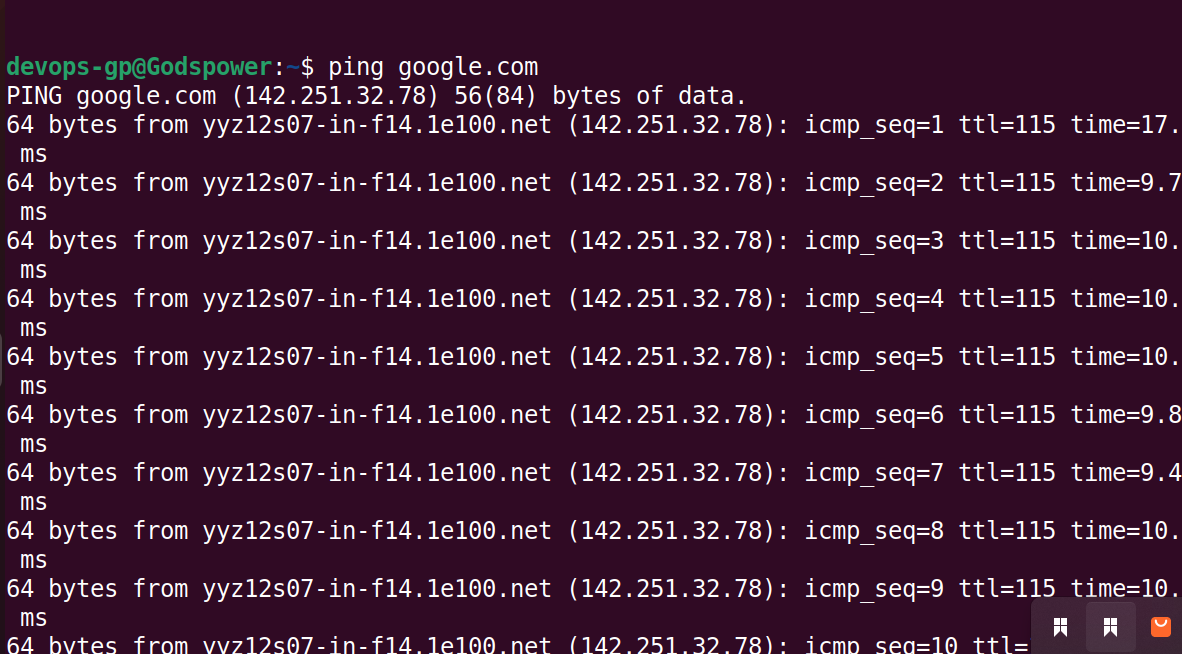 devops-gp@Godspower:~$ ping google.com
PING google.com (142.251.32.78) 56(84) bytes of data.
64 bytes from yyz12s07-in-f14.1e100.net (142.251.32.78): icmp_seq=1 ttl=115 time=17.
ms
64 bytes from yyz12s07-in-f14.1e100.net (142.251.32.78): icmp_seq=2 ttl=115 time=9.7
ms
64 bytes from yyz12s07-in-f14.1e100.net (142.251.32.78): icmp_seq=3 ttl=115 time=10.
ms
64 bytes from yyz12s07-in-f14.1e100.net (142.251.32.78): icmp_seq=4 ttl=115 time=10.
ms
64 bytes from yyz12s07-in-f14.1e100.net (142.251.32.78): icmp_seq=5 ttl=115 time=10.
ms
64 bytes from yyz12s07-in-f14.1e100.net (142.251.32.78): icmp_seq=6 ttl=115 time=9.8
ms
64 bytes from yyz12s07-in-f14.1e100.net (142.251.32.78): icmp_seq=7 ttl=115 time=9.4
ms
64 bytes from yyz12s07-in-f14.1e100.net (142.251.32.78): icmp_seq=8 ttl=115 time=10.
ms
64 bytes from yyz12s07-in-f14.1e100.net (142.251.32.78): icmp_seq=9 ttl=115 time=10.
ms
64 bytes from yyz12s07-in-f14.1e100.net (142.251.32.78): icmp_seq=10 ttl=